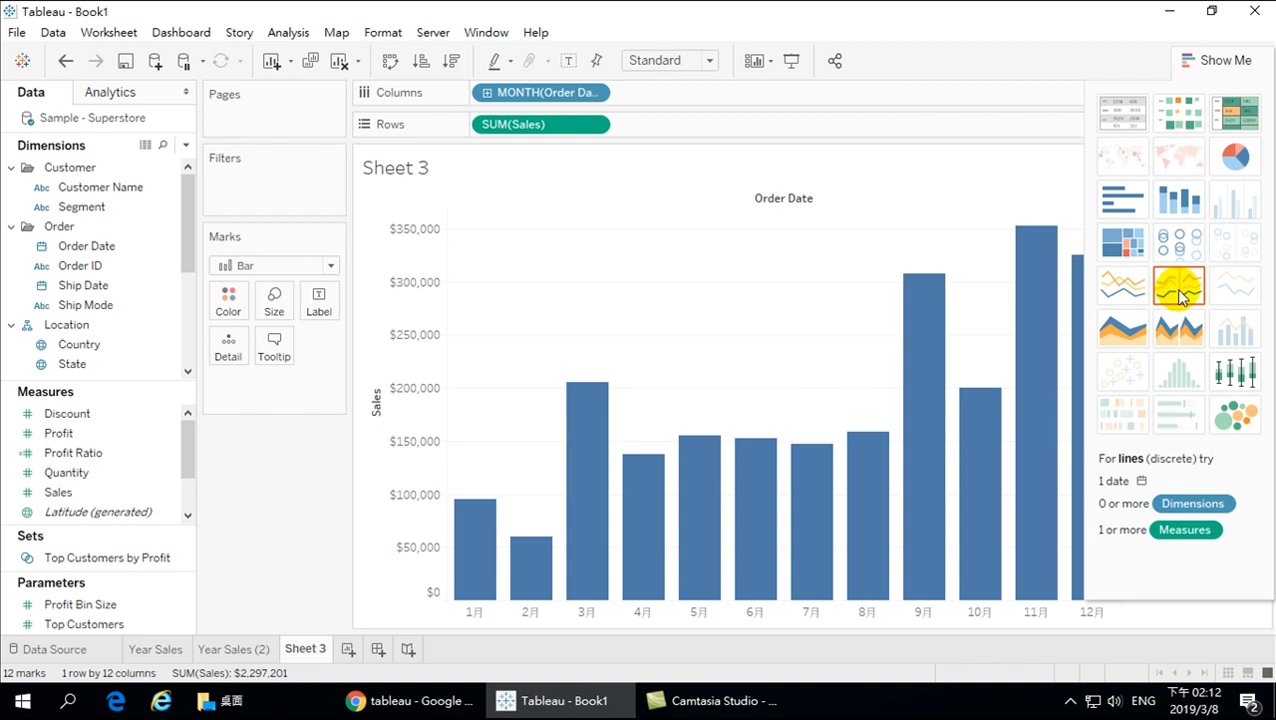 Tableau - Book1
File Data Worksheet Dashboard Story Analysis Map Format Server Window Help
Standard
Show Me
Data Analytics
Sample - Superstore
Dimensions
Customer
Abc Customer Name
Abc Segment
Order
Order Date
Abc Order ID
Ship Date
Abc Ship Mode
Location
Country
State
Measures
Discount
Profit
Profit Ratio
Quantity
Sales
Latitude (generated)
Sets
Top Customers by Profit
Parameters
Profit Bin Size
Top Customers
Pages
Filters
Marks
Bar
Color Size Label
Detail Tooltip
Columns MONTH(Order Da..
Rows SUM(Sales)
Sheet 3
Order Date
Sales
$350,000
$300,000
$250,000
$200,000
$150,000
$100,000
$50,000
$0
1月 2月 3月 4月 5月 6月 7月 8月 9月 10月 11月 12月
For lines (discrete) try
1 date
0 or more Dimensions
1 or more Measures
Data Source Year Sales Year Sales (2) Sheet 3
12 marks 1 row by 12 columns SUM(Sales): $2,297,201
桌面 tableau - Google ... Tableau - Book1 Camtasia Studio - ... ENG 下午 02:12
2019/3/8 2